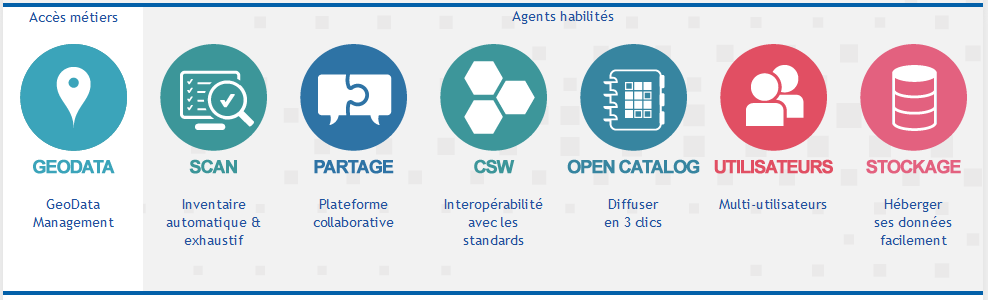 Accès métiers
Agents habilités
GEODATA
SCAN
PARTAGE
CSW
OPEN CATALOG
UTILISATEURS
STOCKAGE
GeoData
Management
Inventaire
automatique &
exhaustif
Plateforme
collaborative
Interopérabilité
avec les
standards
Diffuser
en 3 clics
Multi-utilisateurs
Héberger
ses données
facilement